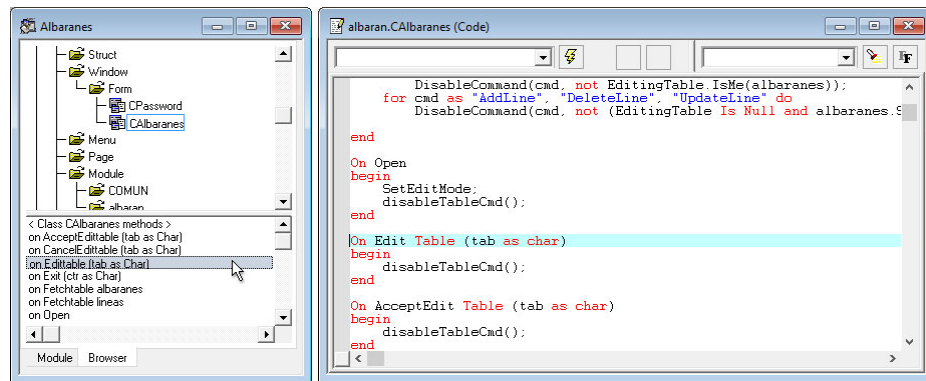 Albaranes
Struct
Window
Form
CPassword
CAlbaranes
Menu
Page
Module
COMUN
albaran
< Class CAlbaranes methods >
on AcceptEdittable (tab as Char)
on CancelEdittable (tab as Char)
on Edittable (tab as Char)
on Exit (ctr as Char)
on Fetchtable albaranes
on Fetchtable lineas
on Open
Module Browser
albaran.CAlbaranes (Code)
DisableCommand(cmd, not EditingTable.IsMe(albaranes));
for cmd as "AddLine", "DeleteLine", "UpdateLine" do
DisableCommand(cmd, not (EditingTable Is Null and albaranes.S
end
On Open
begin
SetEditMode;
disableTableCmd();
end
On Edit Table (tab as char)
begin
disableTableCmd();
end
On AcceptEdit Table (tab as char)
begin
disableTableCmd();
end